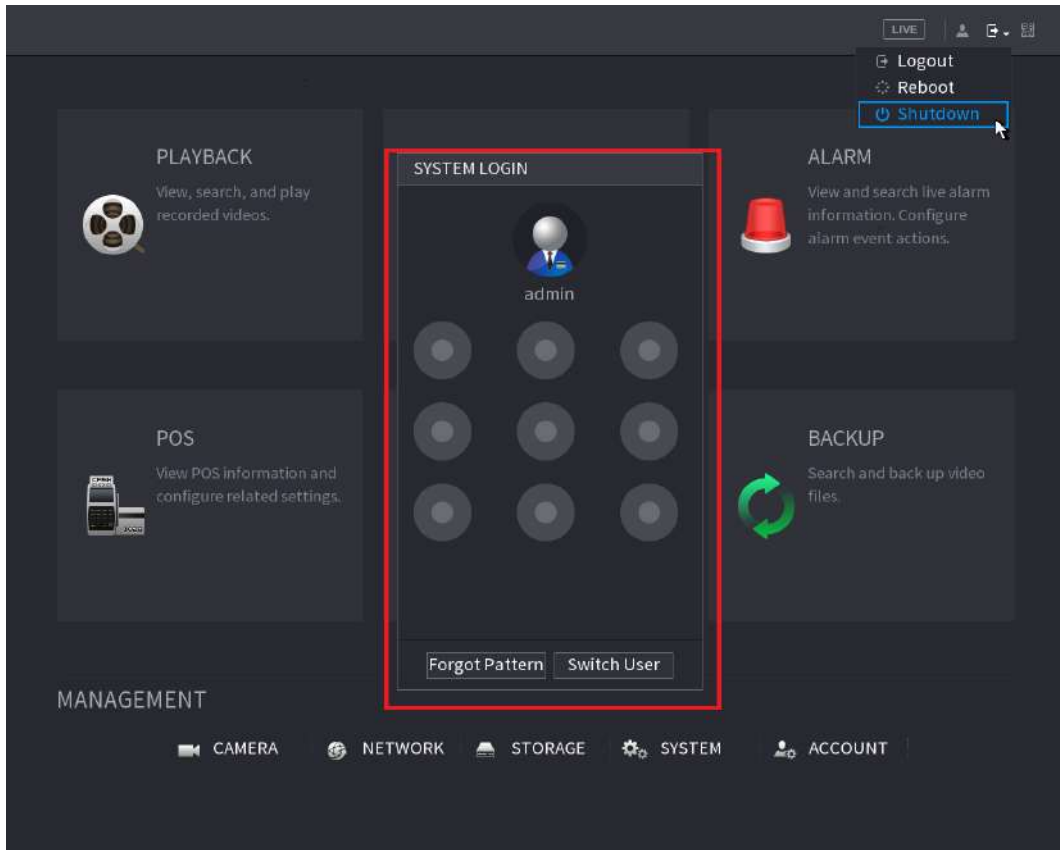 LIVE
Logout
Reboot
Shutdown
PLAYBACK
View, search, and play
recorded videos.
SYSTEM LOGIN
admin
Forgot Pattern
Switch User
ALARM
View and search live alarm
information. Configure
alarm event actions.
POS
View POS information and
configure related settings.
BACKUP
Search and back up video
files.
MANAGEMENT
CAMERA
NETWORK
STORAGE
SYSTEM
ACCOUNT